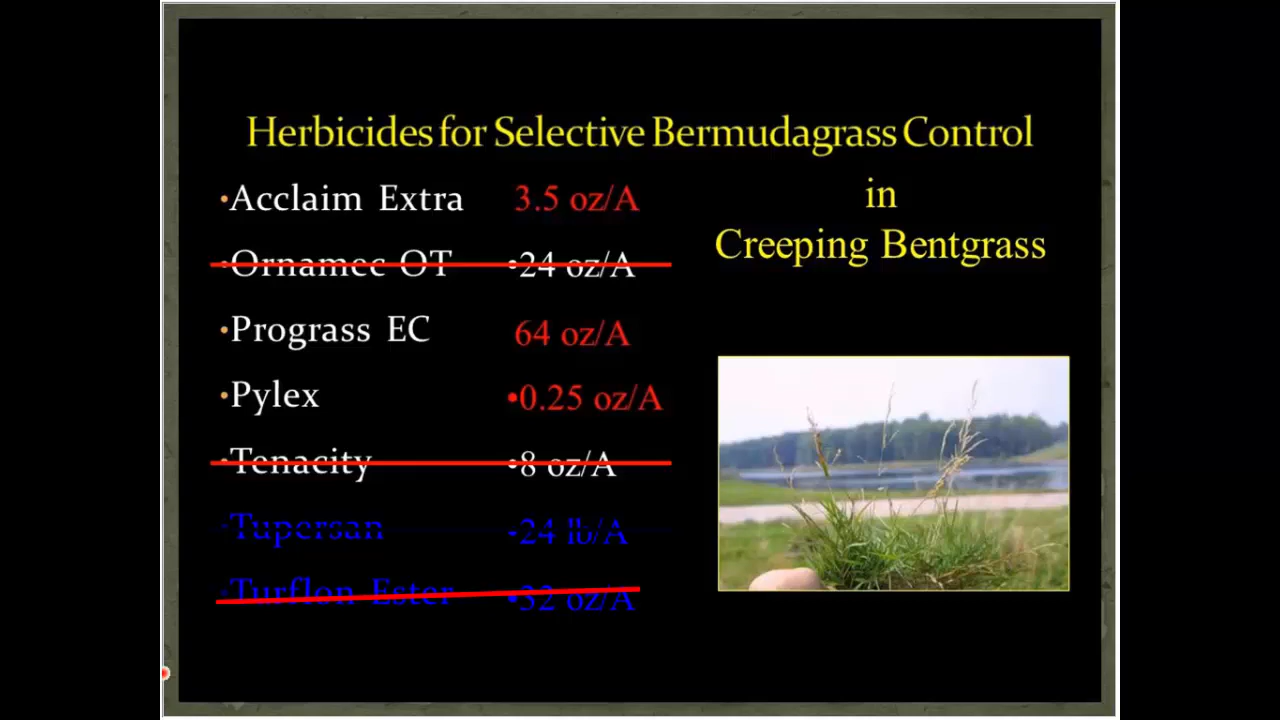 Herbicides for Selective Bermudagrass Control
in
Creeping Bentgrass
•Acclaim Extra 3.5 oz/A
•Ornamec OT •24 oz/A
•Prograss EC 64 oz/A
•Pylex •0.25 oz/A
•Tenacity •8 oz/A
•Tupersan •24 lb/A
•Turflon Ester •32 oz/A